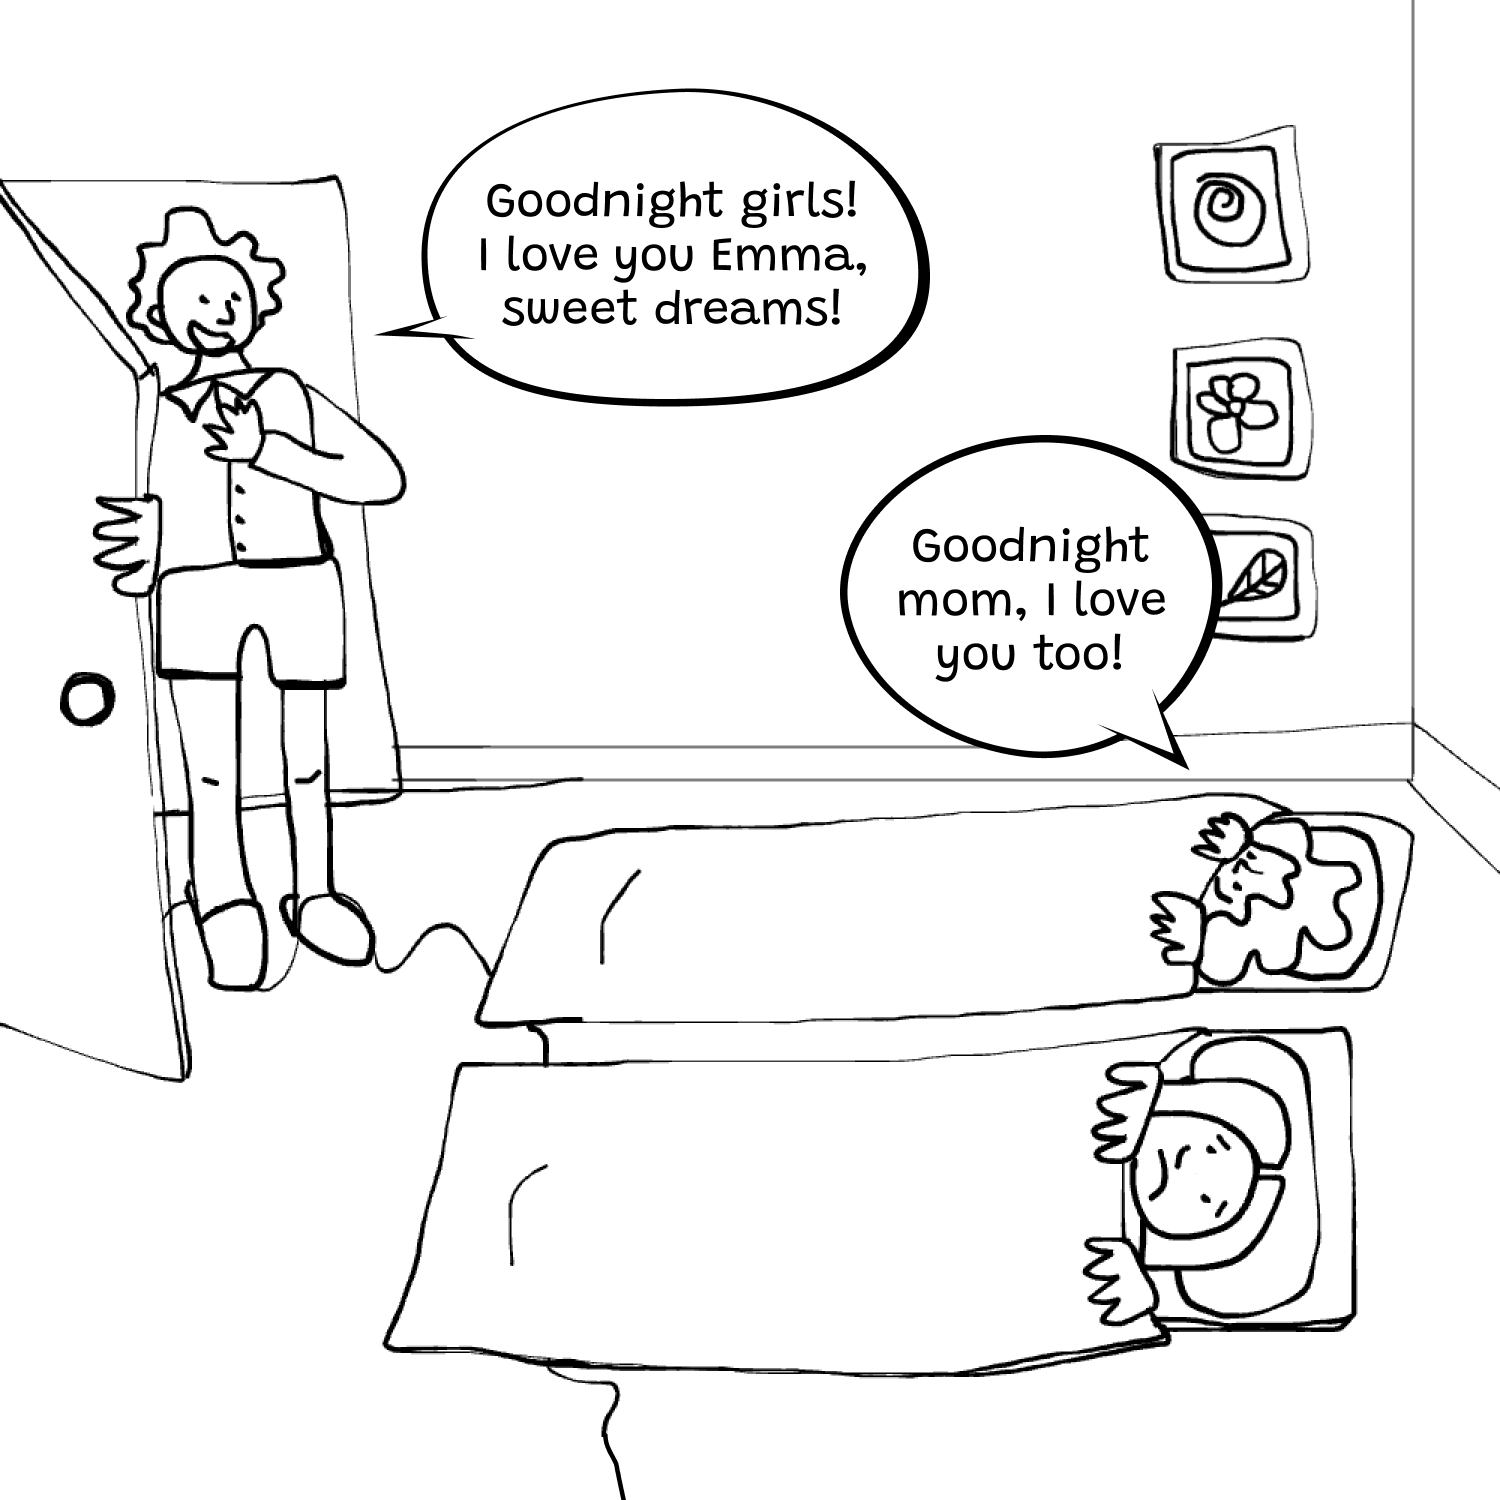 Goodnight girls!
I love you Emma,
sweet dreams!
Goodnight
mom, I love
you too!